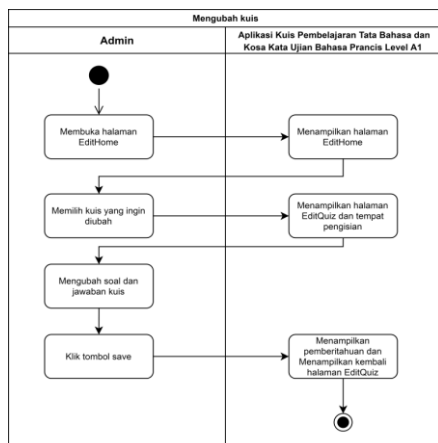 Mengubah kuis
Admin
Aplikasi Kuis Pembelajaran Tata Bahasa dan
Kosa Kata Ujian Bahasa Prancis Level A1
Membuka halaman
EditHome
Menampilkan halaman
EditHome
Memilih kuis yang ingin
diubah
Menampilkan halaman
EditQuiz dan tempat
pengisian
Mengubah soal dan
jawaban kuis
Klik tombol save
Menampilkan
pemberitahuan dan
Menampilkan kembali
halaman EditQuiz